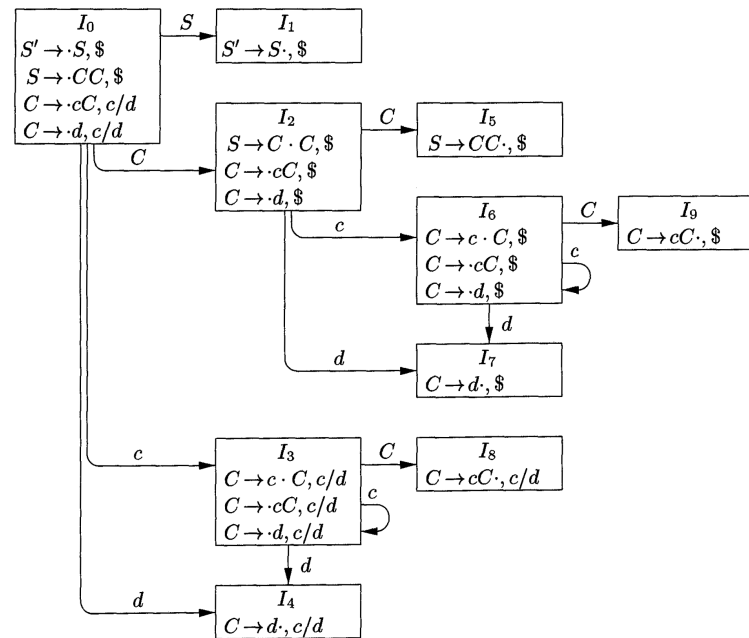 I₀
S′ → ·S, $
S → ·CC, $
C → ·cC, c/d
C → ·d, c/d
S
I₁
S′ → S·, $
C
I₂
S → C · C, $
C → ·cC, $
C → ·d, $
C
I₅
S → CC·, $
c
I₆
C → c · C, $
C → ·cC, $
C → ·d, $
C
I₉
C → cC·, $
c
d
d
I₇
C → d·, $
c
I₃
C → c · C, c/d
C → ·cC, c/d
C → ·d, c/d
C
I₈
C → cC·, c/d
c
d
d
I₄
C → d·, c/d